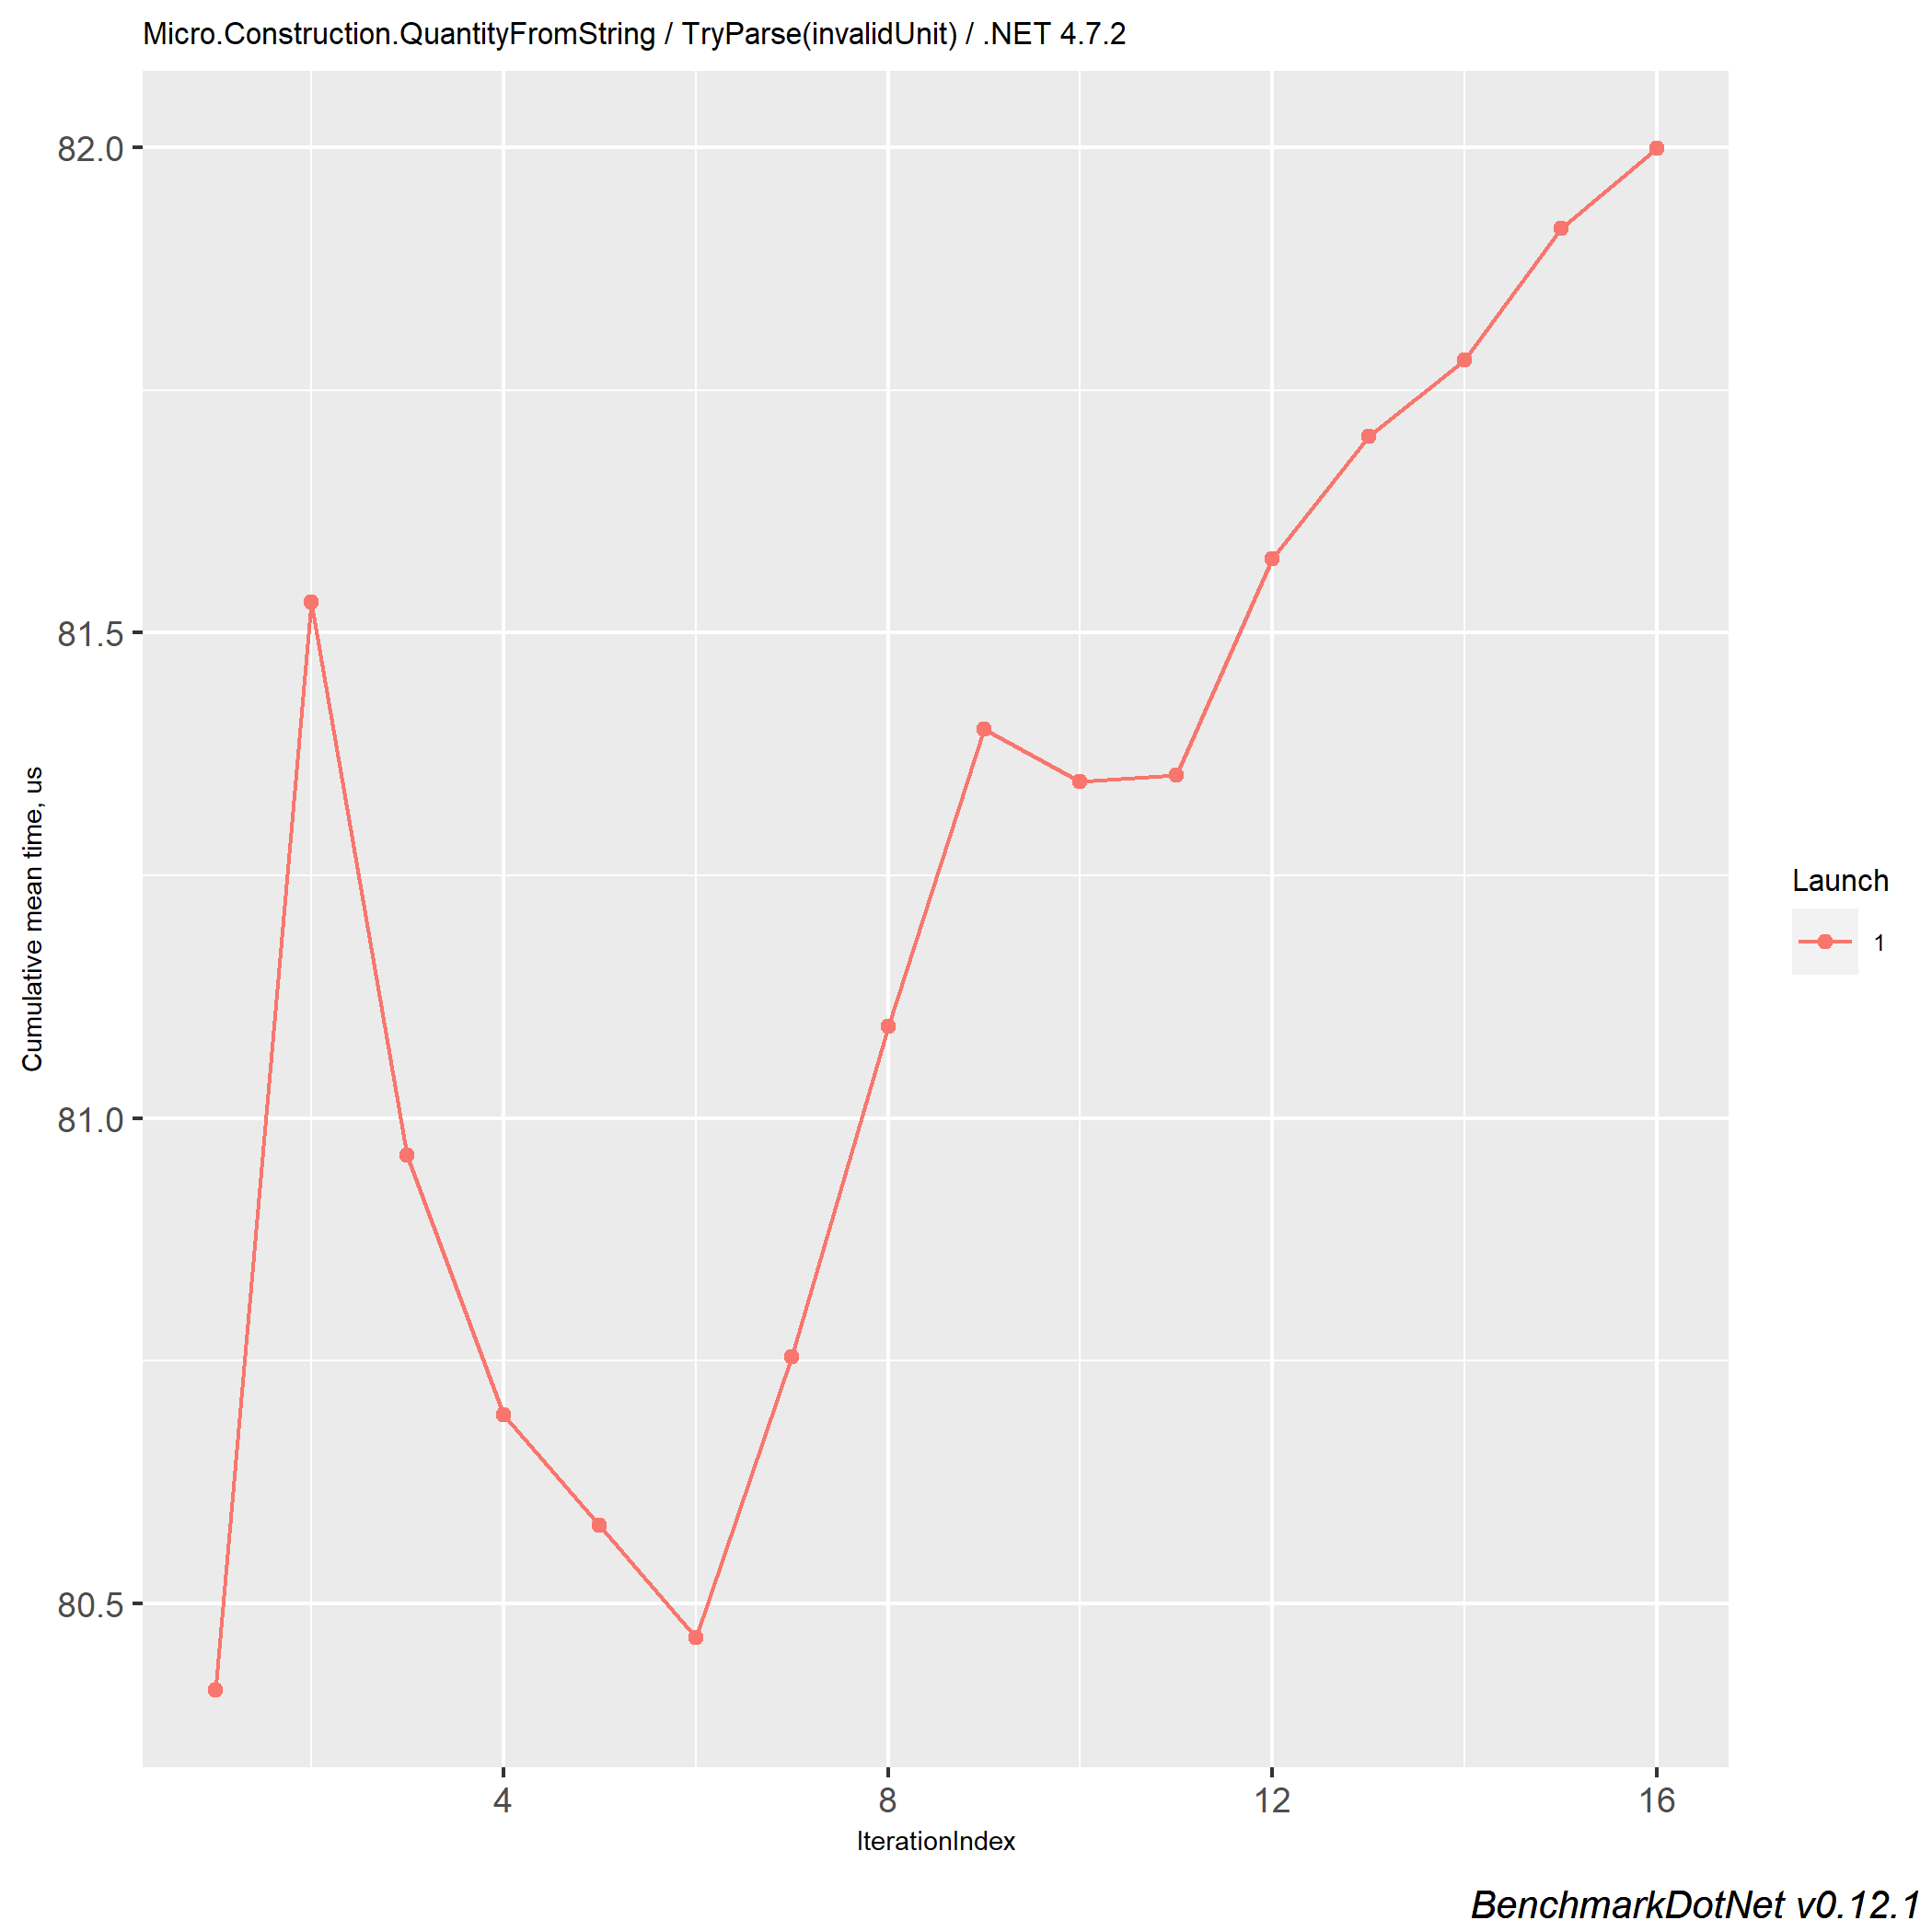 Micro.Construction.QuantityFromString / TryParse(invalidUnit) / .NET 4.7.2
82.0
81.5
81.0
80.5
Cumulative mean time, us
4 8 12 16
IterationIndex
Launch
1
BenchmarkDotNet v0.12.1